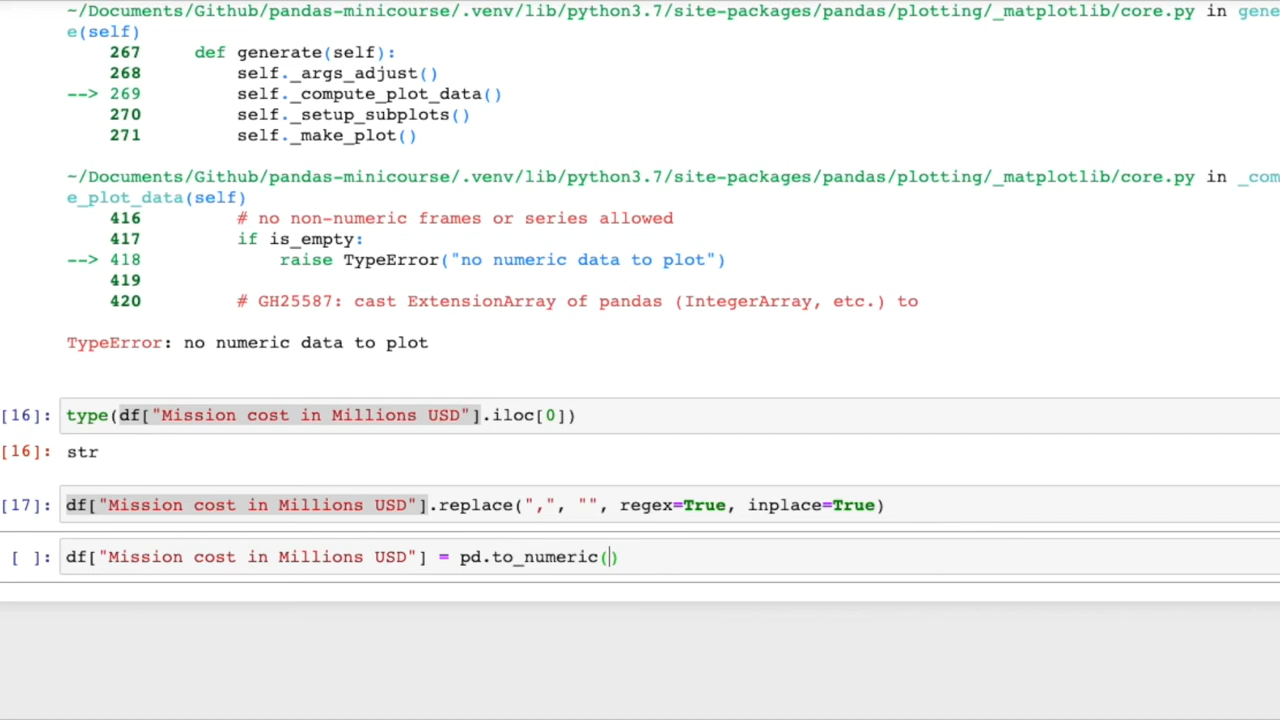 ~/Documents/Github/pandas-minicourse/.venv/lib/python3.7/site-packages/pandas/plotting/_matplotlib/core.py in gene
e(self)
267     def generate(self):
268         self._args_adjust()
--> 269         self._compute_plot_data()
270         self._setup_subplots()
271         self._make_plot()
~/Documents/Github/pandas-minicourse/.venv/lib/python3.7/site-packages/pandas/plotting/_matplotlib/core.py in _com
e_plot_data(self)
416         # no non-numeric frames or series allowed
417         if is_empty:
--> 418             raise TypeError("no numeric data to plot")
419
420         # GH25587: cast ExtensionArray of pandas (IntegerArray, etc.) to
TypeError: no numeric data to plot
[16]: type(df["Mission cost in Millions USD"].iloc[0])
[16]: str
[17]: df["Mission cost in Millions USD"].replace(",", "", regex=True, inplace=True)
[ ]: df["Mission cost in Millions USD"] = pd.to_numeric()